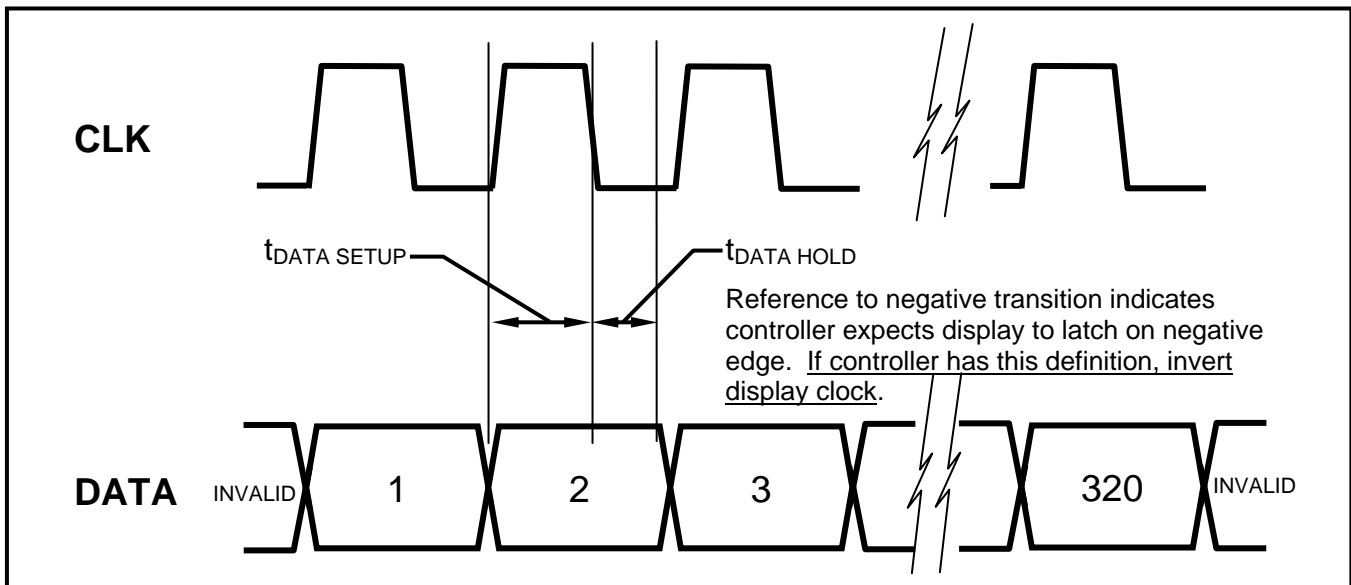 CLK
tDATA SETUP
tDATA HOLD
Reference to negative transition indicates
controller expects display to latch on negative
edge. If controller has this definition, invert
display clock.
DATA
INVALID
1
2
3
320
INVALID